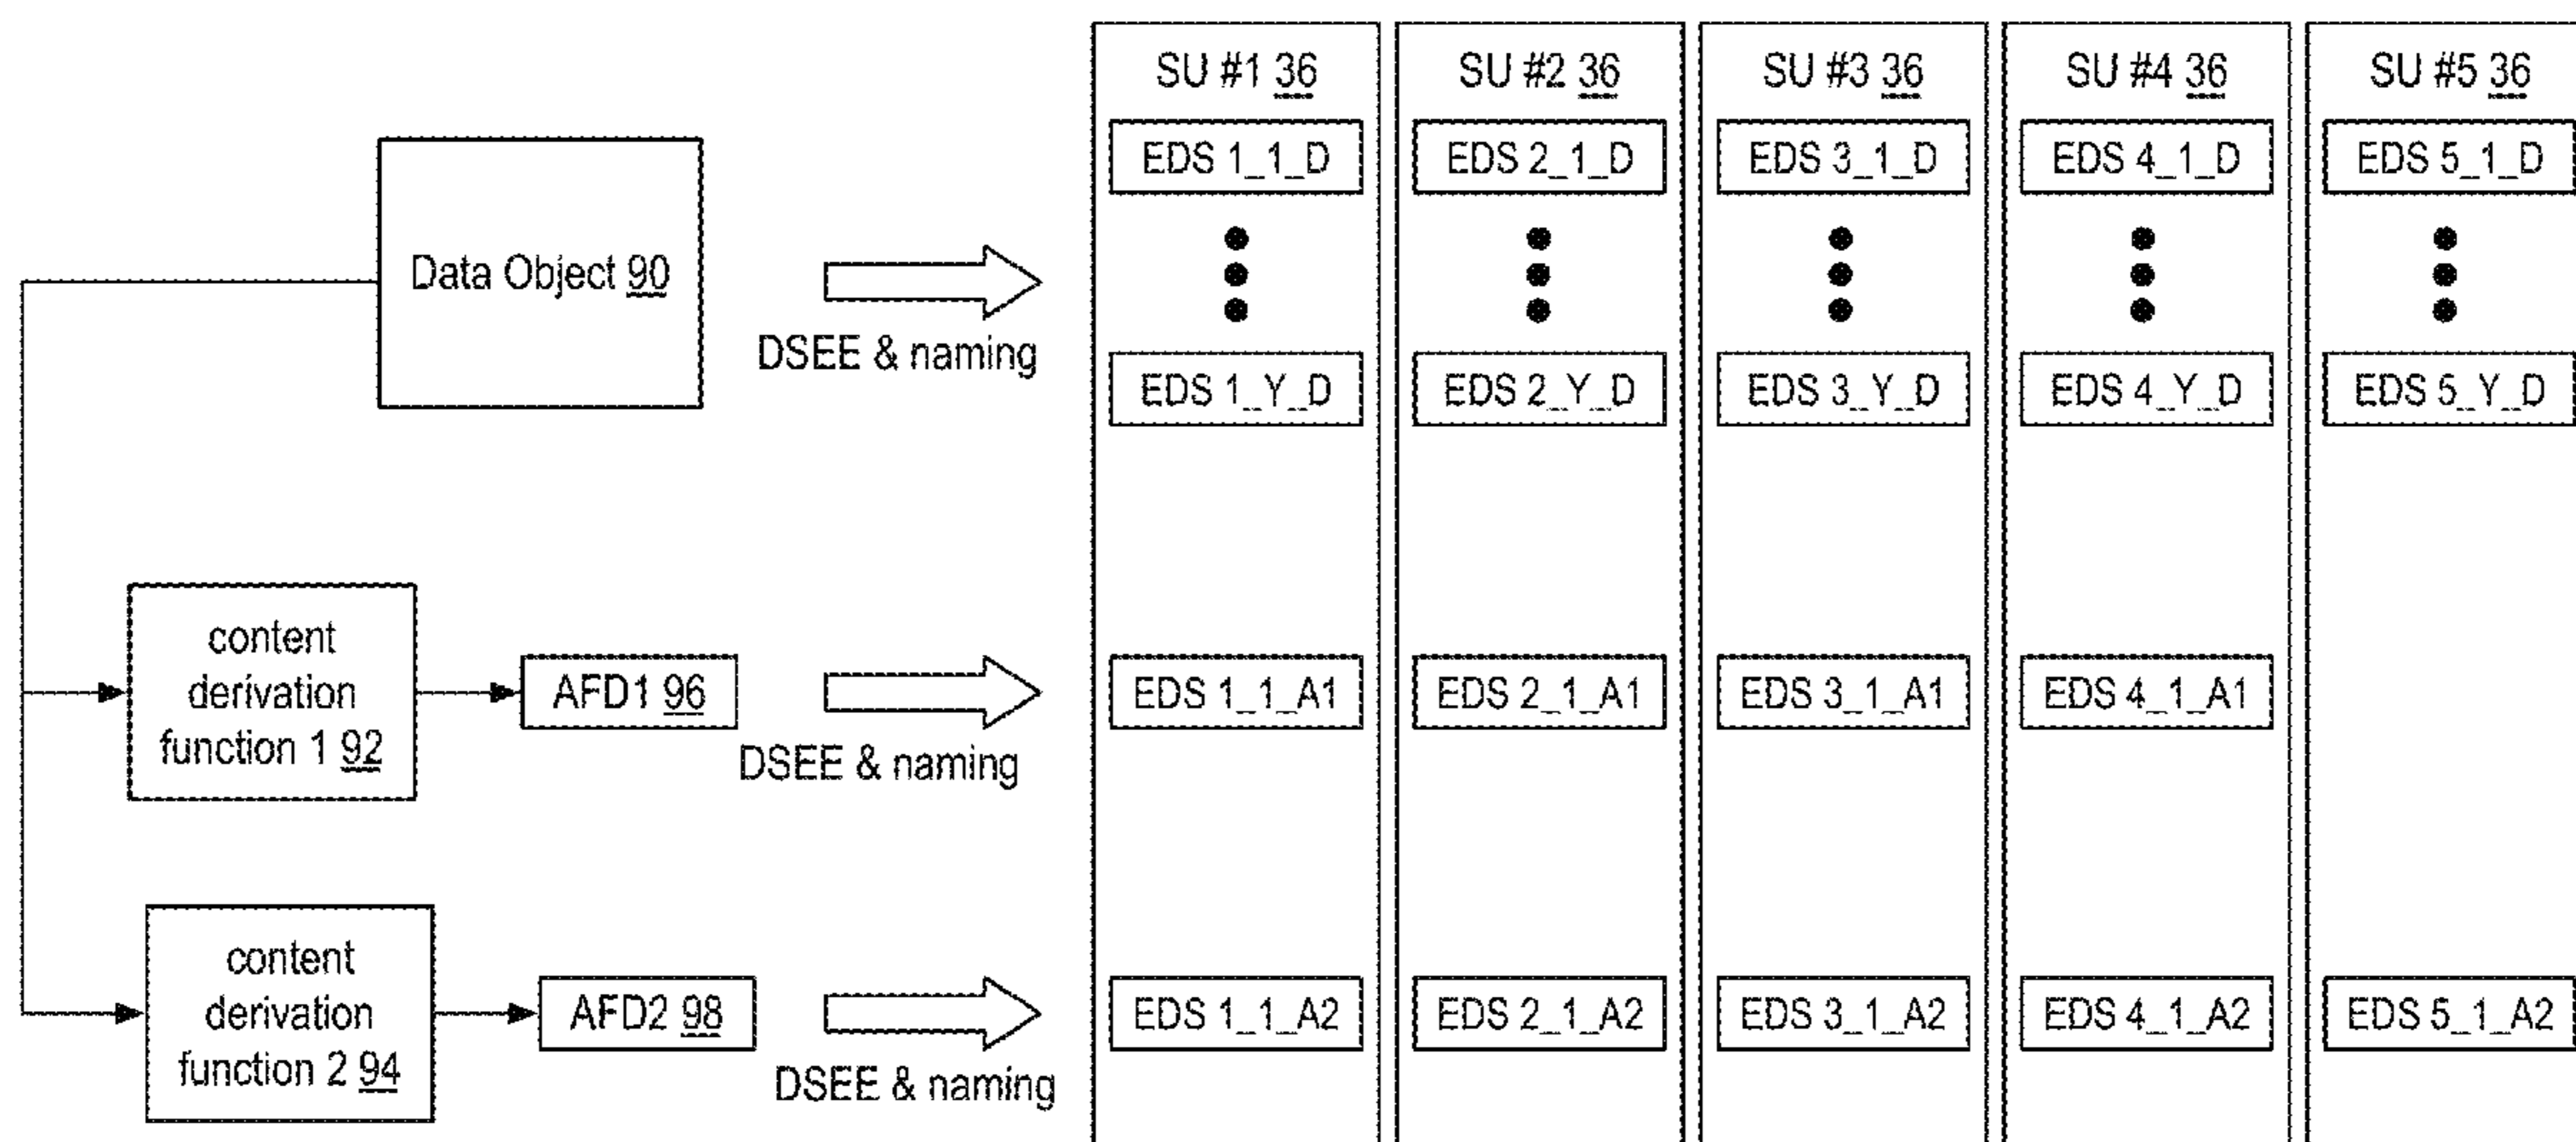 SU #1 36
SU #2 36
SU #3 36
SU #4 36
SU #5 36
EDS 1_1_D
EDS 2_1_D
EDS 3_1_D
EDS 4_1_D
EDS 5_1_D
Data Object 90
DSEE & naming
EDS 1_Y_D
EDS 2_Y_D
EDS 3_Y_D
EDS 4_Y_D
EDS 5_Y_D
content
derivation
function 1 92
AFD1 96
DSEE & naming
EDS 1_1_A1
EDS 2_1_A1
EDS 3_1_A1
EDS 4_1_A1
content
derivation
function 2 94
AFD2 98
DSEE & naming
EDS 1_1_A2
EDS 2_1_A2
EDS 3_1_A2
EDS 4_1_A2
EDS 5_1_A2